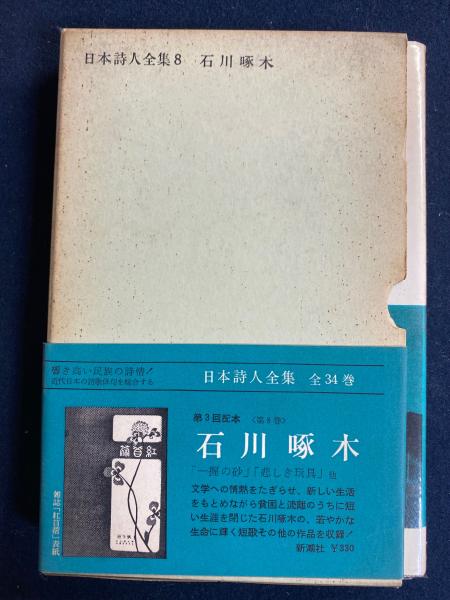 日本詩人全集8 石川啄木
響き高い民族の詩情!
近代日本の詩歌俳句を綜合する
日本詩人全集 全34巻
第3回配本〈第8巻〉
石川啄木
「一握の砂」「悲しき玩具」他
文学への情熱をたぎらせ、新しい生活
をもとめながら貧困と流離のうちに短
い生涯を閉じた石川啄木の、若やかな
生命に輝く短歌その他の作品を収録!
新潮社 ¥330
紅苜蓿
雑誌「紅苜蓿」表紙